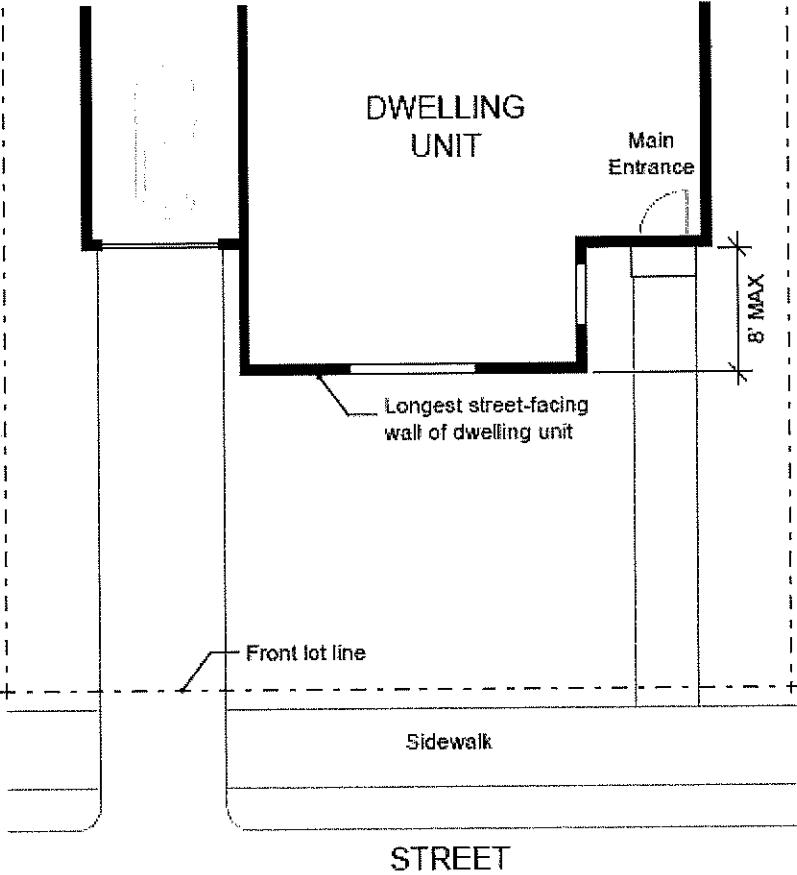 DWELLING
UNIT
Main
Entrance
8' MAX
Longest street-facing
wall of dwelling unit
Front lot line
Sidewalk
STREET